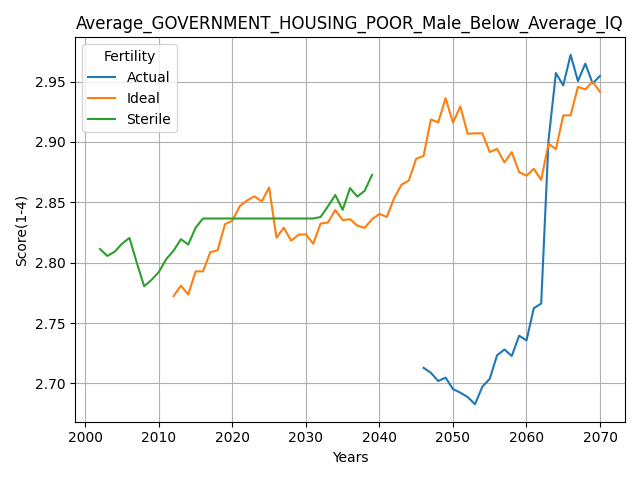 Average_GOVERNMENT_HOUSING_POOR_Male_Below_Average_IQ
Fertility
Actual
Ideal
Sterile
Score(1-4)
2.95
2.90
2.85
2.80
2.75
2.70
2000 2010 2020 2030 2040 2050 2060 2070
Years